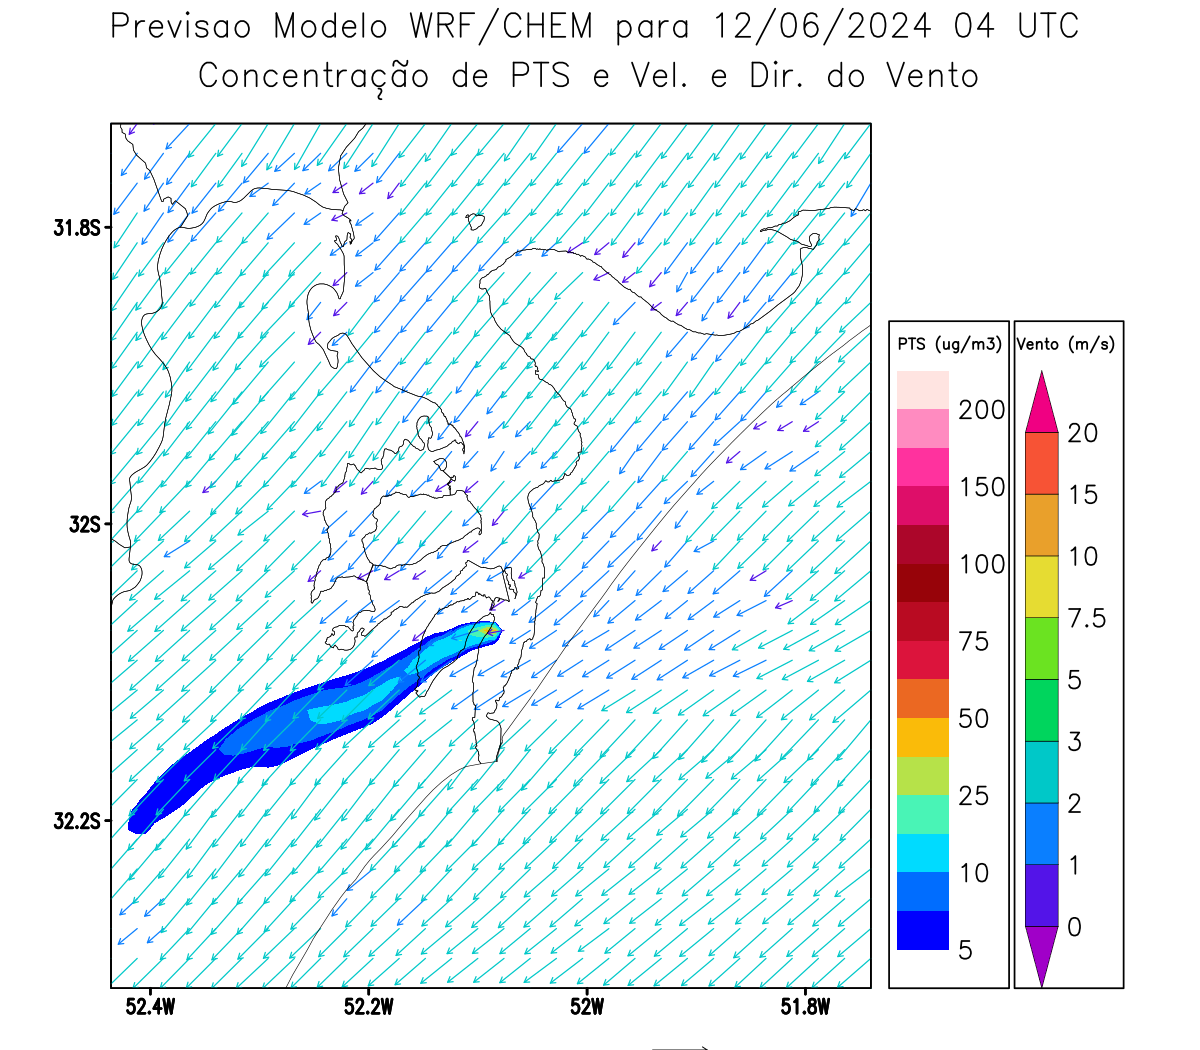 Previsao Modelo WRF/CHEM para 12/06/2024 04 UTC
Concentração de PTS e Vel. e Dir. do Vento
31.8S
32S
32.2S
52.4W
52.2W
52W
51.8W
PTS (ug/m3)
200
150
100
75
50
25
10
5
Vento (m/s)
20
15
10
7.5
5
3
2
1
0